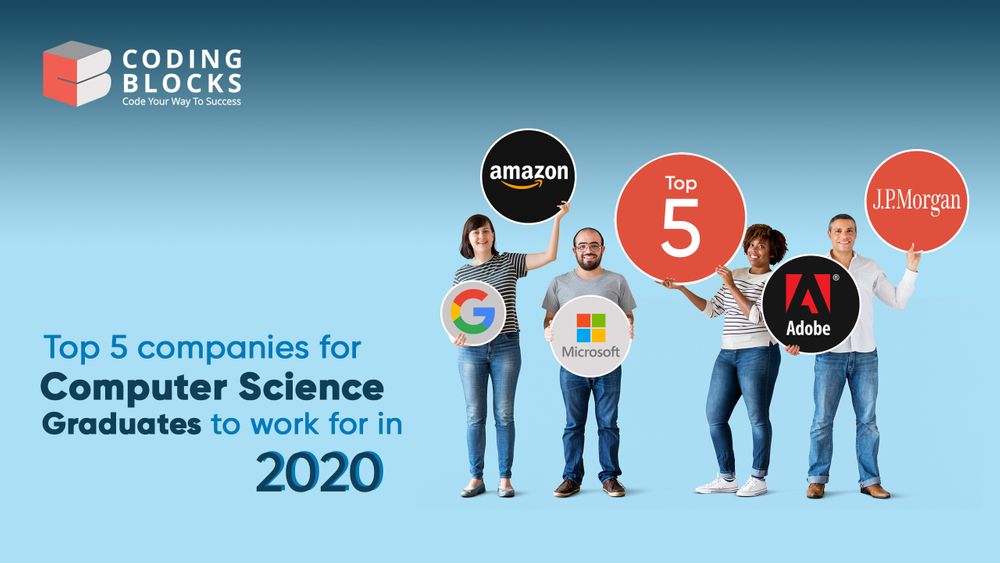 CODING
BLOCKS
Code Your Way To Success
amazon
Top
5
J.P.Morgan
G
Microsoft
Adobe
®
Top 5 companies for
Computer Science
Graduates to work for in
2020